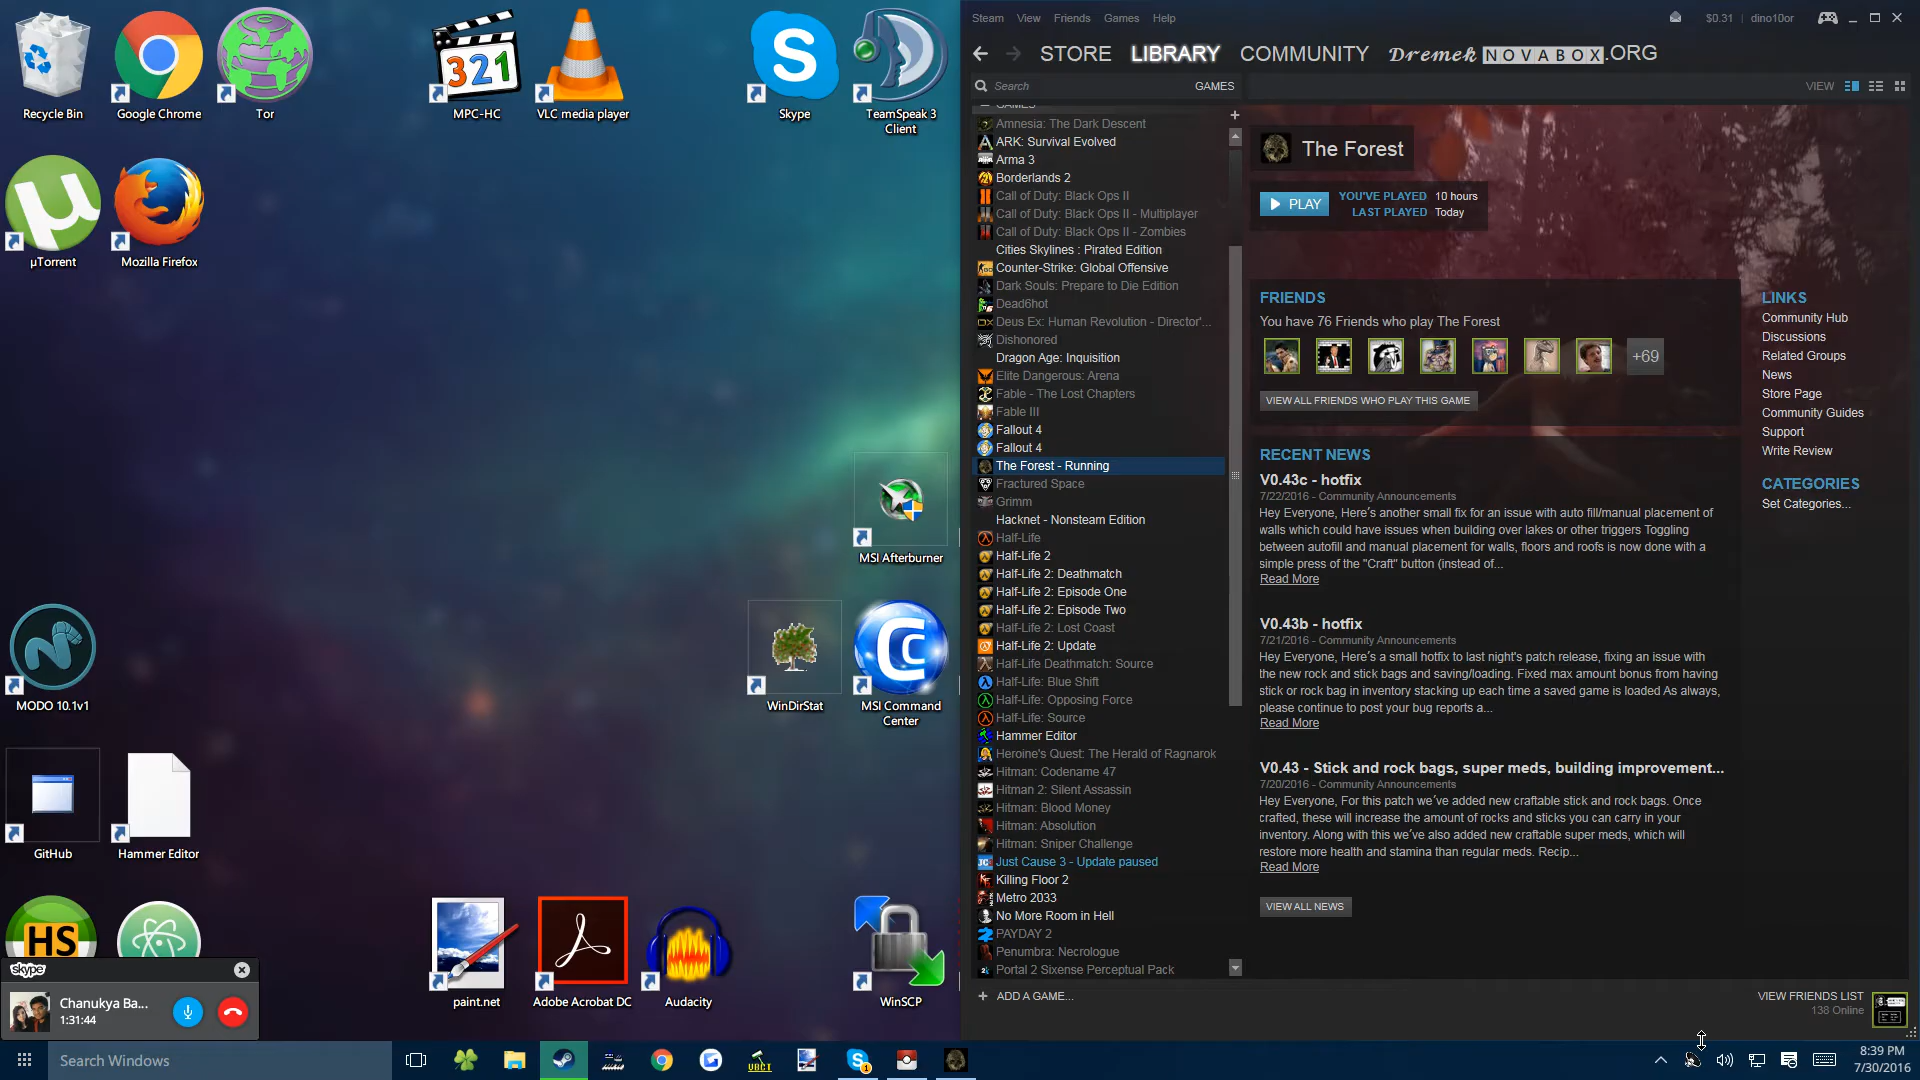 Recycle Bin
Google Chrome
Tor
321
MPC-HC
VLC media player
Skype
TeamSpeak 3
Client
µTorrent
Mozilla Firefox
MSI Afterburner
MODO 10.1v1
WinDirStat
MSI Command
Center
GitHub
Hammer Editor
HS
paint.net
Adobe Acrobat DC
Audacity
WinSCP
skype
Chanukya Ba...
1:31:44
Steam View Friends Games Help
$0.31 dino10or
STORE LIBRARY COMMUNITY Dremek NOVABOX.ORG
Search GAMES VIEW
GAMES
Amnesia: The Dark Descent
ARK: Survival Evolved
Arma 3
Borderlands 2
Call of Duty: Black Ops II
Call of Duty: Black Ops II - Multiplayer
Call of Duty: Black Ops II - Zombies
Cities Skylines : Pirated Edition
Counter-Strike: Global Offensive
Dark Souls: Prepare to Die Edition
Dead6hot
Deus Ex: Human Revolution - Director'...
Dishonored
Dragon Age: Inquisition
Elite Dangerous: Arena
Fable - The Lost Chapters
Fable III
Fallout 4
Fallout 4
The Forest - Running
Fractured Space
Grimm
Hacknet - Nonsteam Edition
Half-Life
Half-Life 2
Half-Life 2: Deathmatch
Half-Life 2: Episode One
Half-Life 2: Episode Two
Half-Life 2: Lost Coast
Half-Life 2: Update
Half-Life Deathmatch: Source
Half-Life: Blue Shift
Half-Life: Opposing Force
Half-Life: Source
Hammer Editor
Heroine's Quest: The Herald of Ragnarok
Hitman: Codename 47
Hitman 2: Silent Assassin
Hitman: Blood Money
Hitman: Absolution
Hitman: Sniper Challenge
Just Cause 3 - Update paused
Killing Floor 2
Metro 2033
No More Room in Hell
PAYDAY 2
Penumbra: Necrologue
Portal 2 Sixense Perceptual Pack
ADD A GAME...
The Forest
PLAY
YOU'VE PLAYED 10 hours
LAST PLAYED Today
FRIENDS
You have 76 Friends who play The Forest
+69
VIEW ALL FRIENDS WHO PLAY THIS GAME
RECENT NEWS
V0.43c - hotfix
7/22/2016 - Community Announcements
Hey Everyone, Here's another small fix for an issue with auto fill/manual placement of
walls which could have issues when building over lakes or other triggers Toggling
between autofill and manual placement for walls, floors and roofs is now done with a
simple press of the "Craft" button (instead of...
Read More
V0.43b - hotfix
7/21/2016 - Community Announcements
Hey Everyone, Here's a small hotfix to last night's patch release, fixing an issue with
the new rock and stick bags and saving/loading. Fixed max amount bonus from having
stick or rock bag in inventory stacking up each time a saved game is loaded As always,
please continue to post your bug reports a...
Read More
V0.43 - Stick and rock bags, super meds, building improvement...
7/20/2016 - Community Announcements
Hey Everyone, For this patch we've added new craftable stick and rock bags. Once
crafted, these will increase the amount of rocks and sticks you can carry in your
inventory. Along with this we've also added new craftable super meds, which will
restore more health and stamina than regular meds. Recip...
Read More
VIEW ALL NEWS
LINKS
Community Hub
Discussions
Related Groups
News
Store Page
Community Guides
Support
Write Review
CATEGORIES
Set Categories...
VIEW FRIENDS LIST
138 Online
Search Windows
8:39 PM
7/30/2016